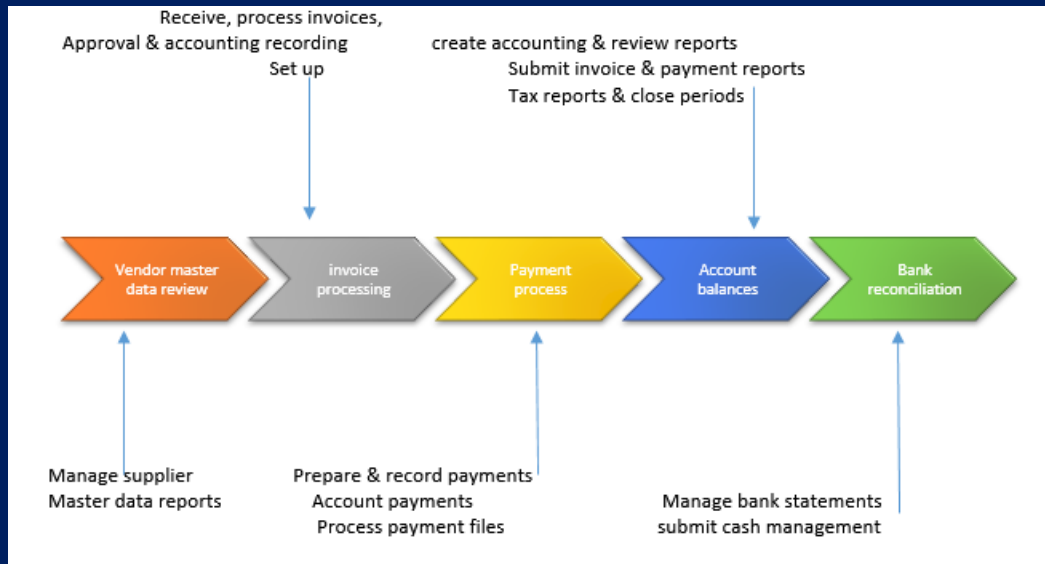 Receive, process invoices,
Approval & accounting recording
Set up
create accounting & review reports
Submit invoice & payment reports
Tax reports & close periods
Vendor master
data review
invoice
processing
Payment
process
Account
balances
Bank
reconciliation
Manage supplier
Master data reports
Prepare & record payments
Account payments
Process payment files
Manage bank statements
submit cash management